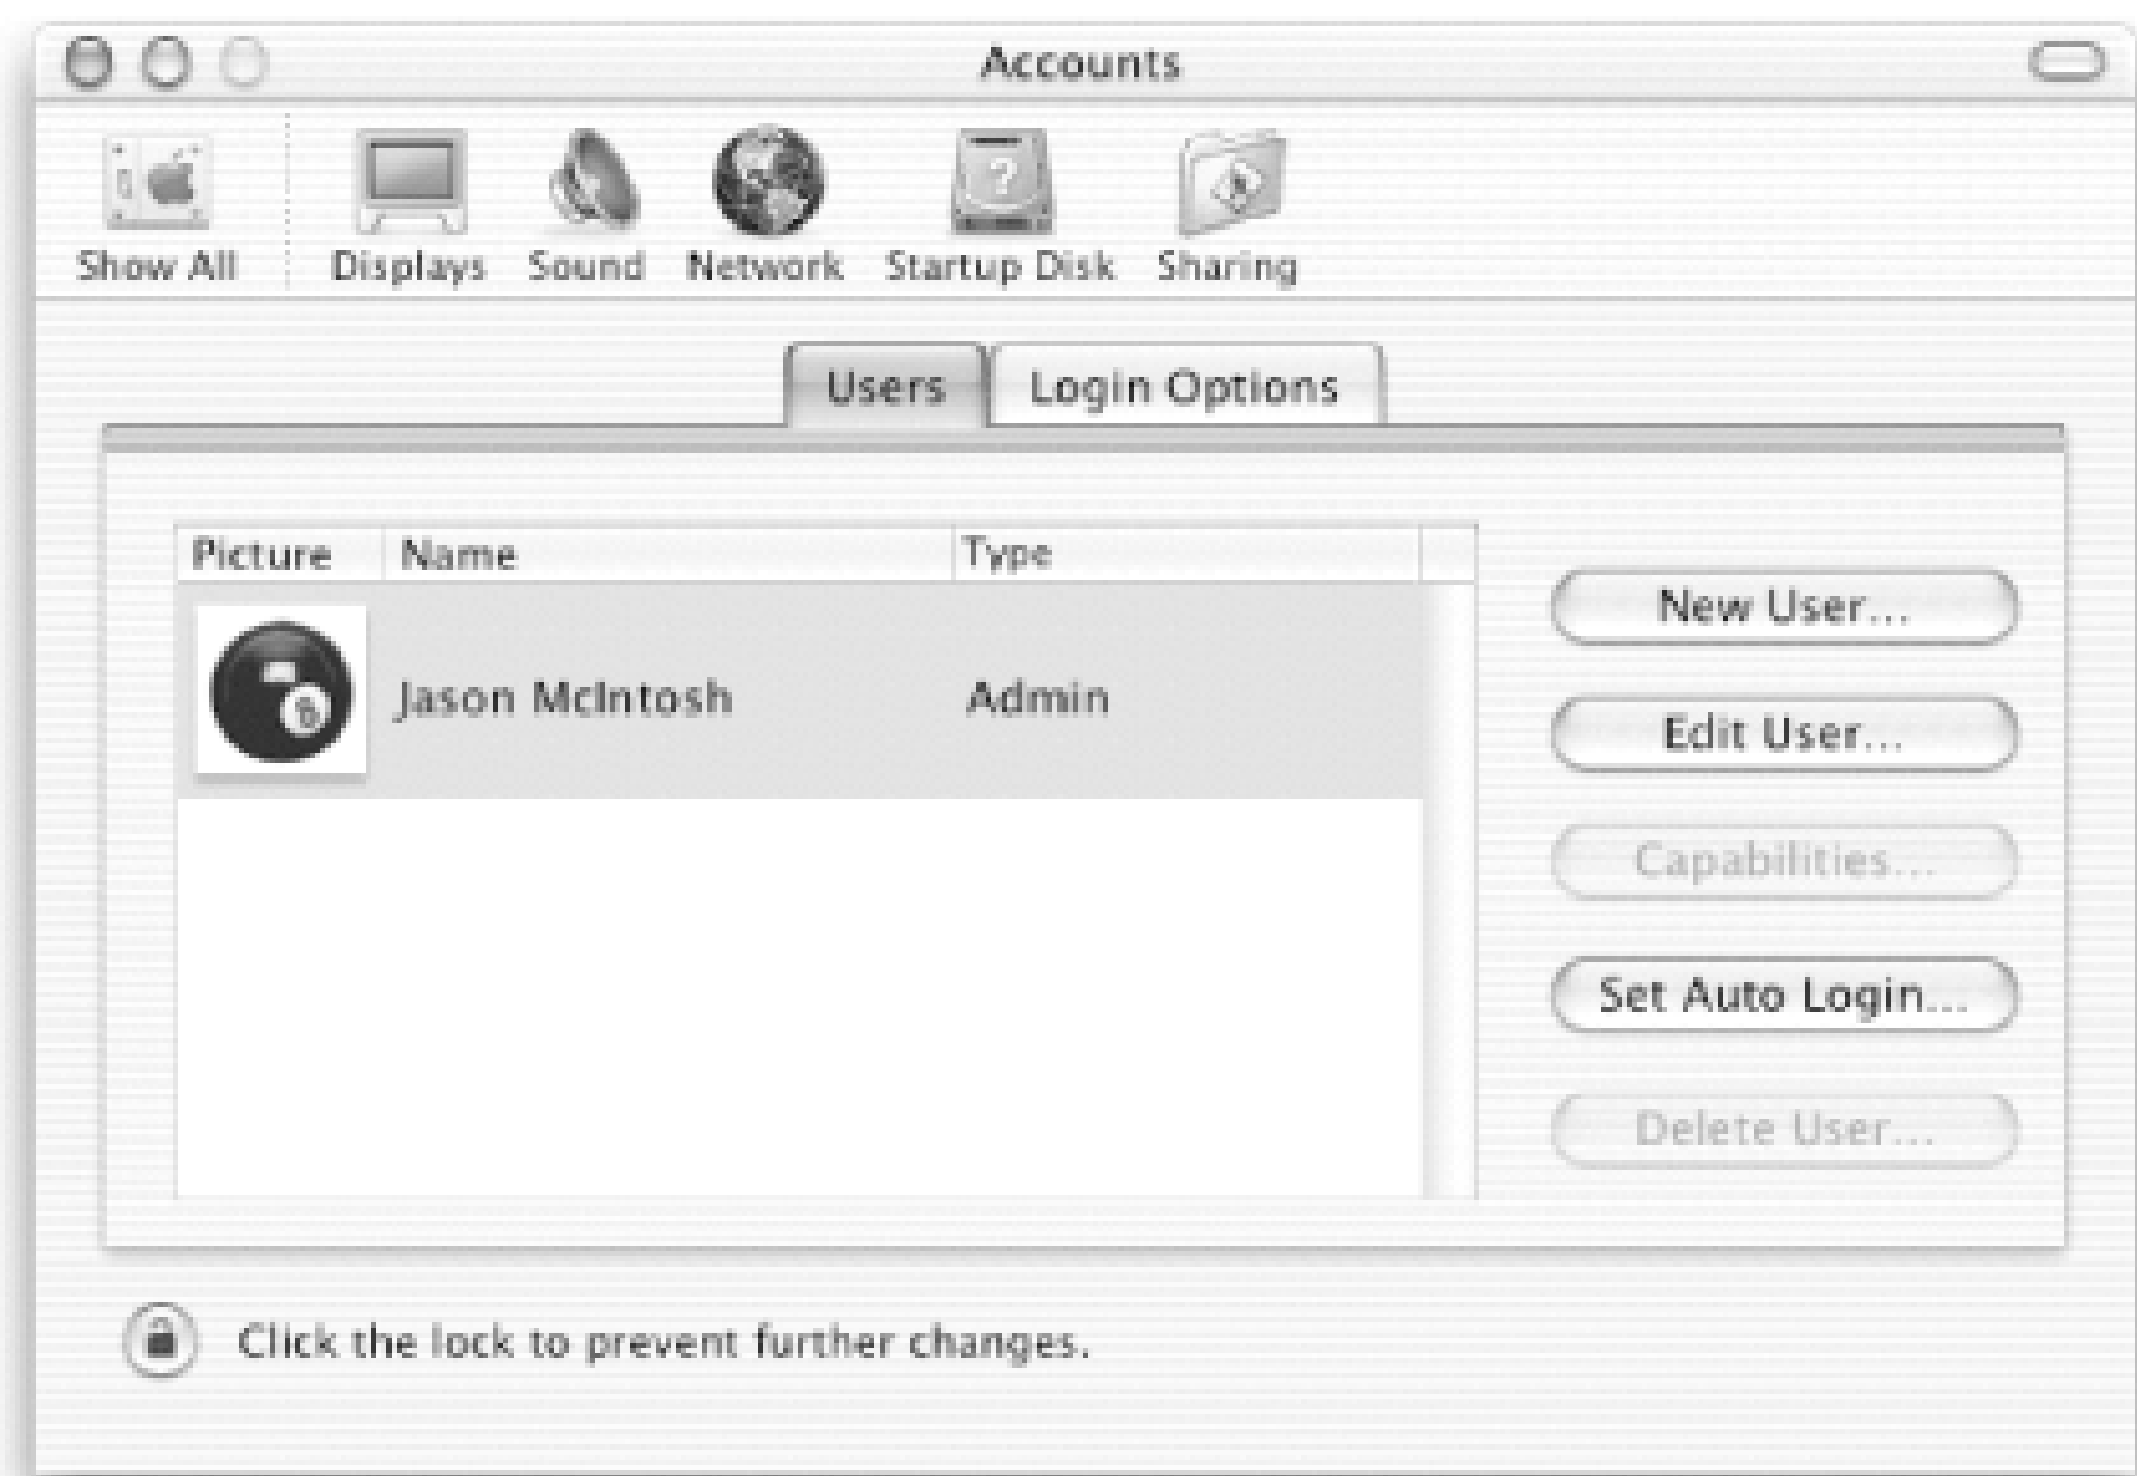 Accounts
Show All Displays Sound Network Startup Disk Sharing
Users Login Options
Picture Name Type
8
Jason McIntosh Admin
New User...
Edit User...
Capabilities...
Set Auto Login...
Delete User...
Click the lock to prevent further changes.